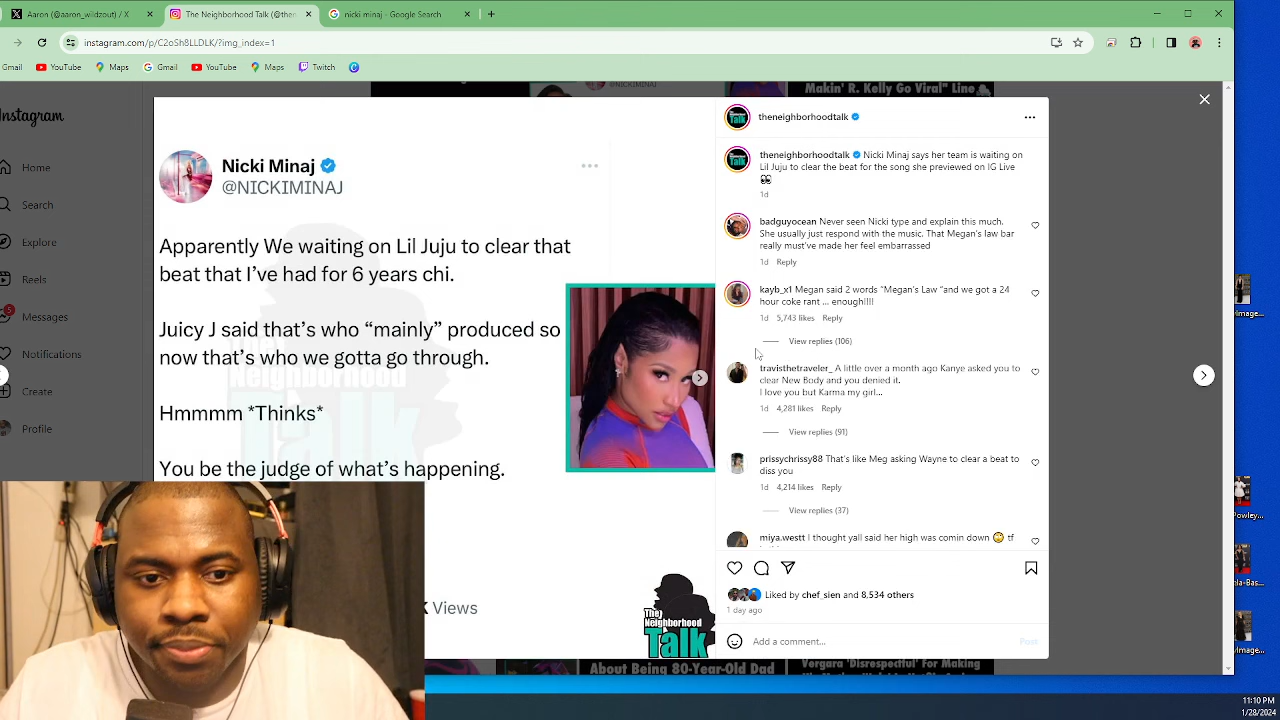 Aaron (@aaron_widzout) / X
The Neighborhood Talk
Google Search
instagram.com/p/C2oSh8LLDLK/?img_index=1
Gmail
YouTube
Maps
Gmail
YouTube
Maps
Twitch
Makin' R. Kelly Go Viral" Line
@NICKIMINAJ
nstagram
Home
Search
Explore
Reels
5
Messages
Notifications
Create
Profile
Nicki Minaj
@NICKIMINAJ
Apparently We waiting on Lil Juju to clear that
beat that I've had for 6 years chi.
Juicy J said that's who "mainly" produced so
now that's who we gotta go through.
Hmmmm *Thinks*
You be the judge of what's happening.
Views
The
Neighborhood
Talk
The
Neighborhood
Talk
theneighborhoodtalk
theneighborhoodtalk Nicki Minaj says her team is waiting on
Lil Juju to clear the beat for the song she previewed on IG Live
👀
1d
badguyocean Never seen Nicki type and explain this much.
She usually just respond with the music. That Megan's law bar
really must've made her feel embarrassed
1d Reply
kayb_x1 Megan said 2 words "Megan's Law "and we got a 24
hour coke rant ... enough!!!!
1d 5,743 likes Reply
View replies (106)
travisthetraveler_ A little over a month ago Kanye asked you to
clear New Body and you denied it.
I love you but Karma my girl...
1d 4,281 likes Reply
View replies (91)
prissychrissy88 That's like Meg asking Wayne to clear a beat to
diss you
1d 4,214 likes Reply
View replies (37)
miya.westt I thought yall said her high was comin down 🙄 tf
Liked by chef_sien and 8,534 others
1 day ago
Add a comment...
Post
About Being 80-Year-Old Dad
Vergara 'Disrespectful' For Making
11:10 PM
1/28/2024